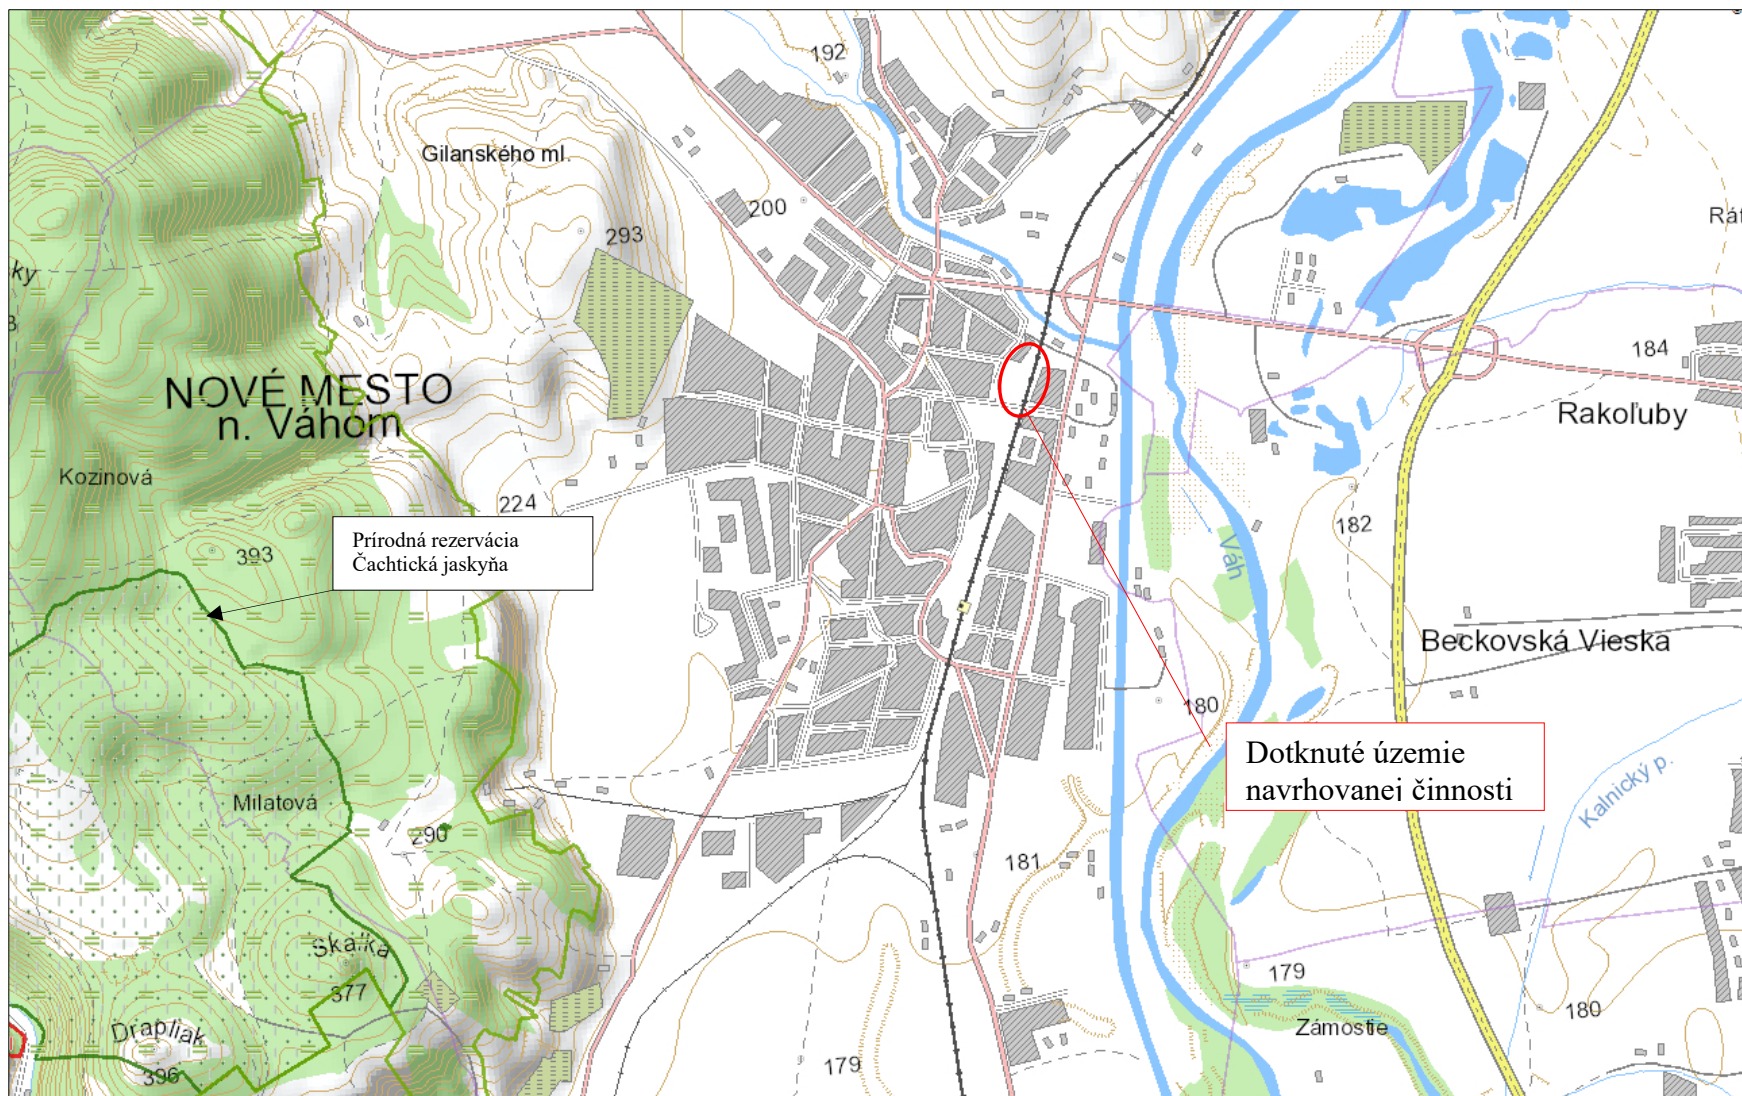 192
Gilanského ml.
200
293
Rát
ky
184
NOVÉ MESTO
n. Váhom
Rakoľuby
Kozinová
224
182
Prírodná rezervácia
Čachtická jaskyňa
393
Váh
Beckovská Vieska
180
Dotknuté územie
navrhovanej činnosti
Kalnický p.
Milatová
290
181
Skalka
377
179
180
Drapliak
396
Zámostie
179